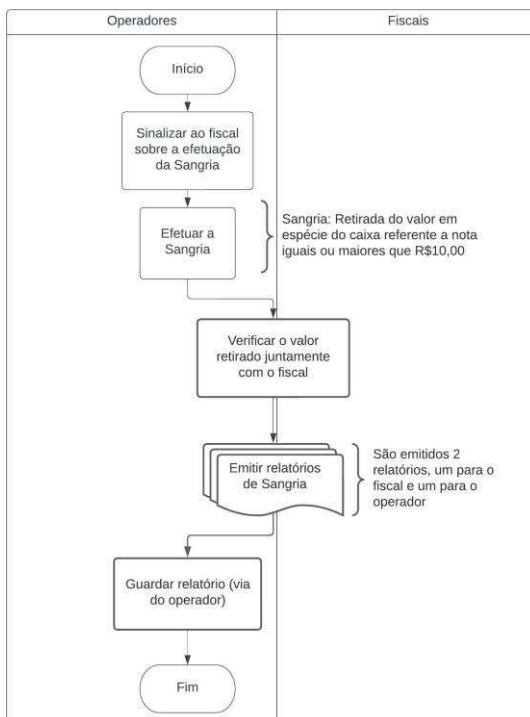 Operadores
Fiscais
Início
Sinalizar ao fiscal
sobre a efetuação
da Sangria
Efetuar a
Sangria
Sangria: Retirada do valor em
espécie do caixa referente a nota
iguais ou maiores que R$10,00
Verificar o valor
retirado juntamente
com o fiscal
Emitir relatórios
de Sangria
São emitidos 2
relatórios, um para o
fiscal e um para o
operador
Guardar relatório (via
do operador)
Fim